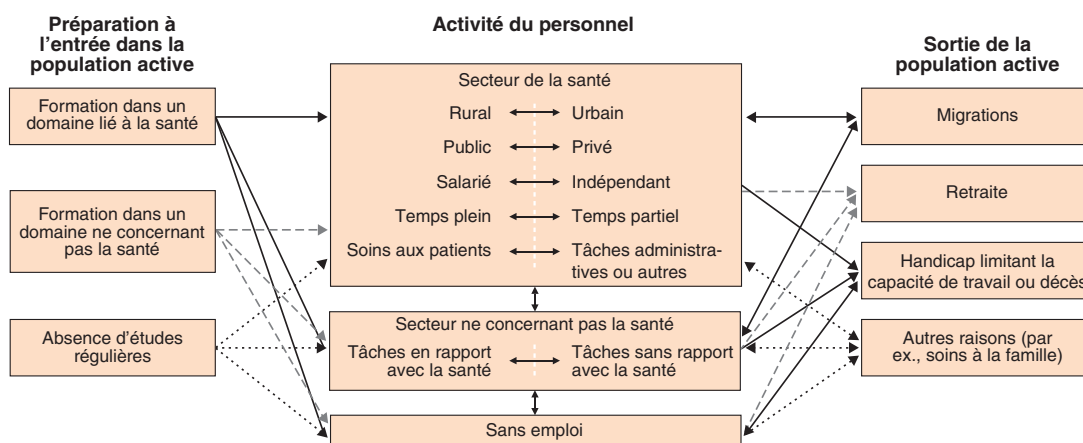 Préparation à
l'entrée dans la
population active
Activité du personnel
Sortie de la
population active
Formation dans un
domaine lié à la santé
Formation dans un
domaine ne concernant
pas la santé
Absence d'études
régulières
Secteur de la santé
Rural Urbain
Public Privé
Salarié Indépendant
Temps plein Temps partiel
Soins aux patients Tâches administra-
tives ou autres
Secteur ne concernant pas la santé
Tâches en rapport Tâches sans rapport
avec la santé avec la santé
Sans emploi
Migrations
Retraite
Handicap limitant la
capacité de travail ou décès
Autres raisons (par
ex., soins à la famille)